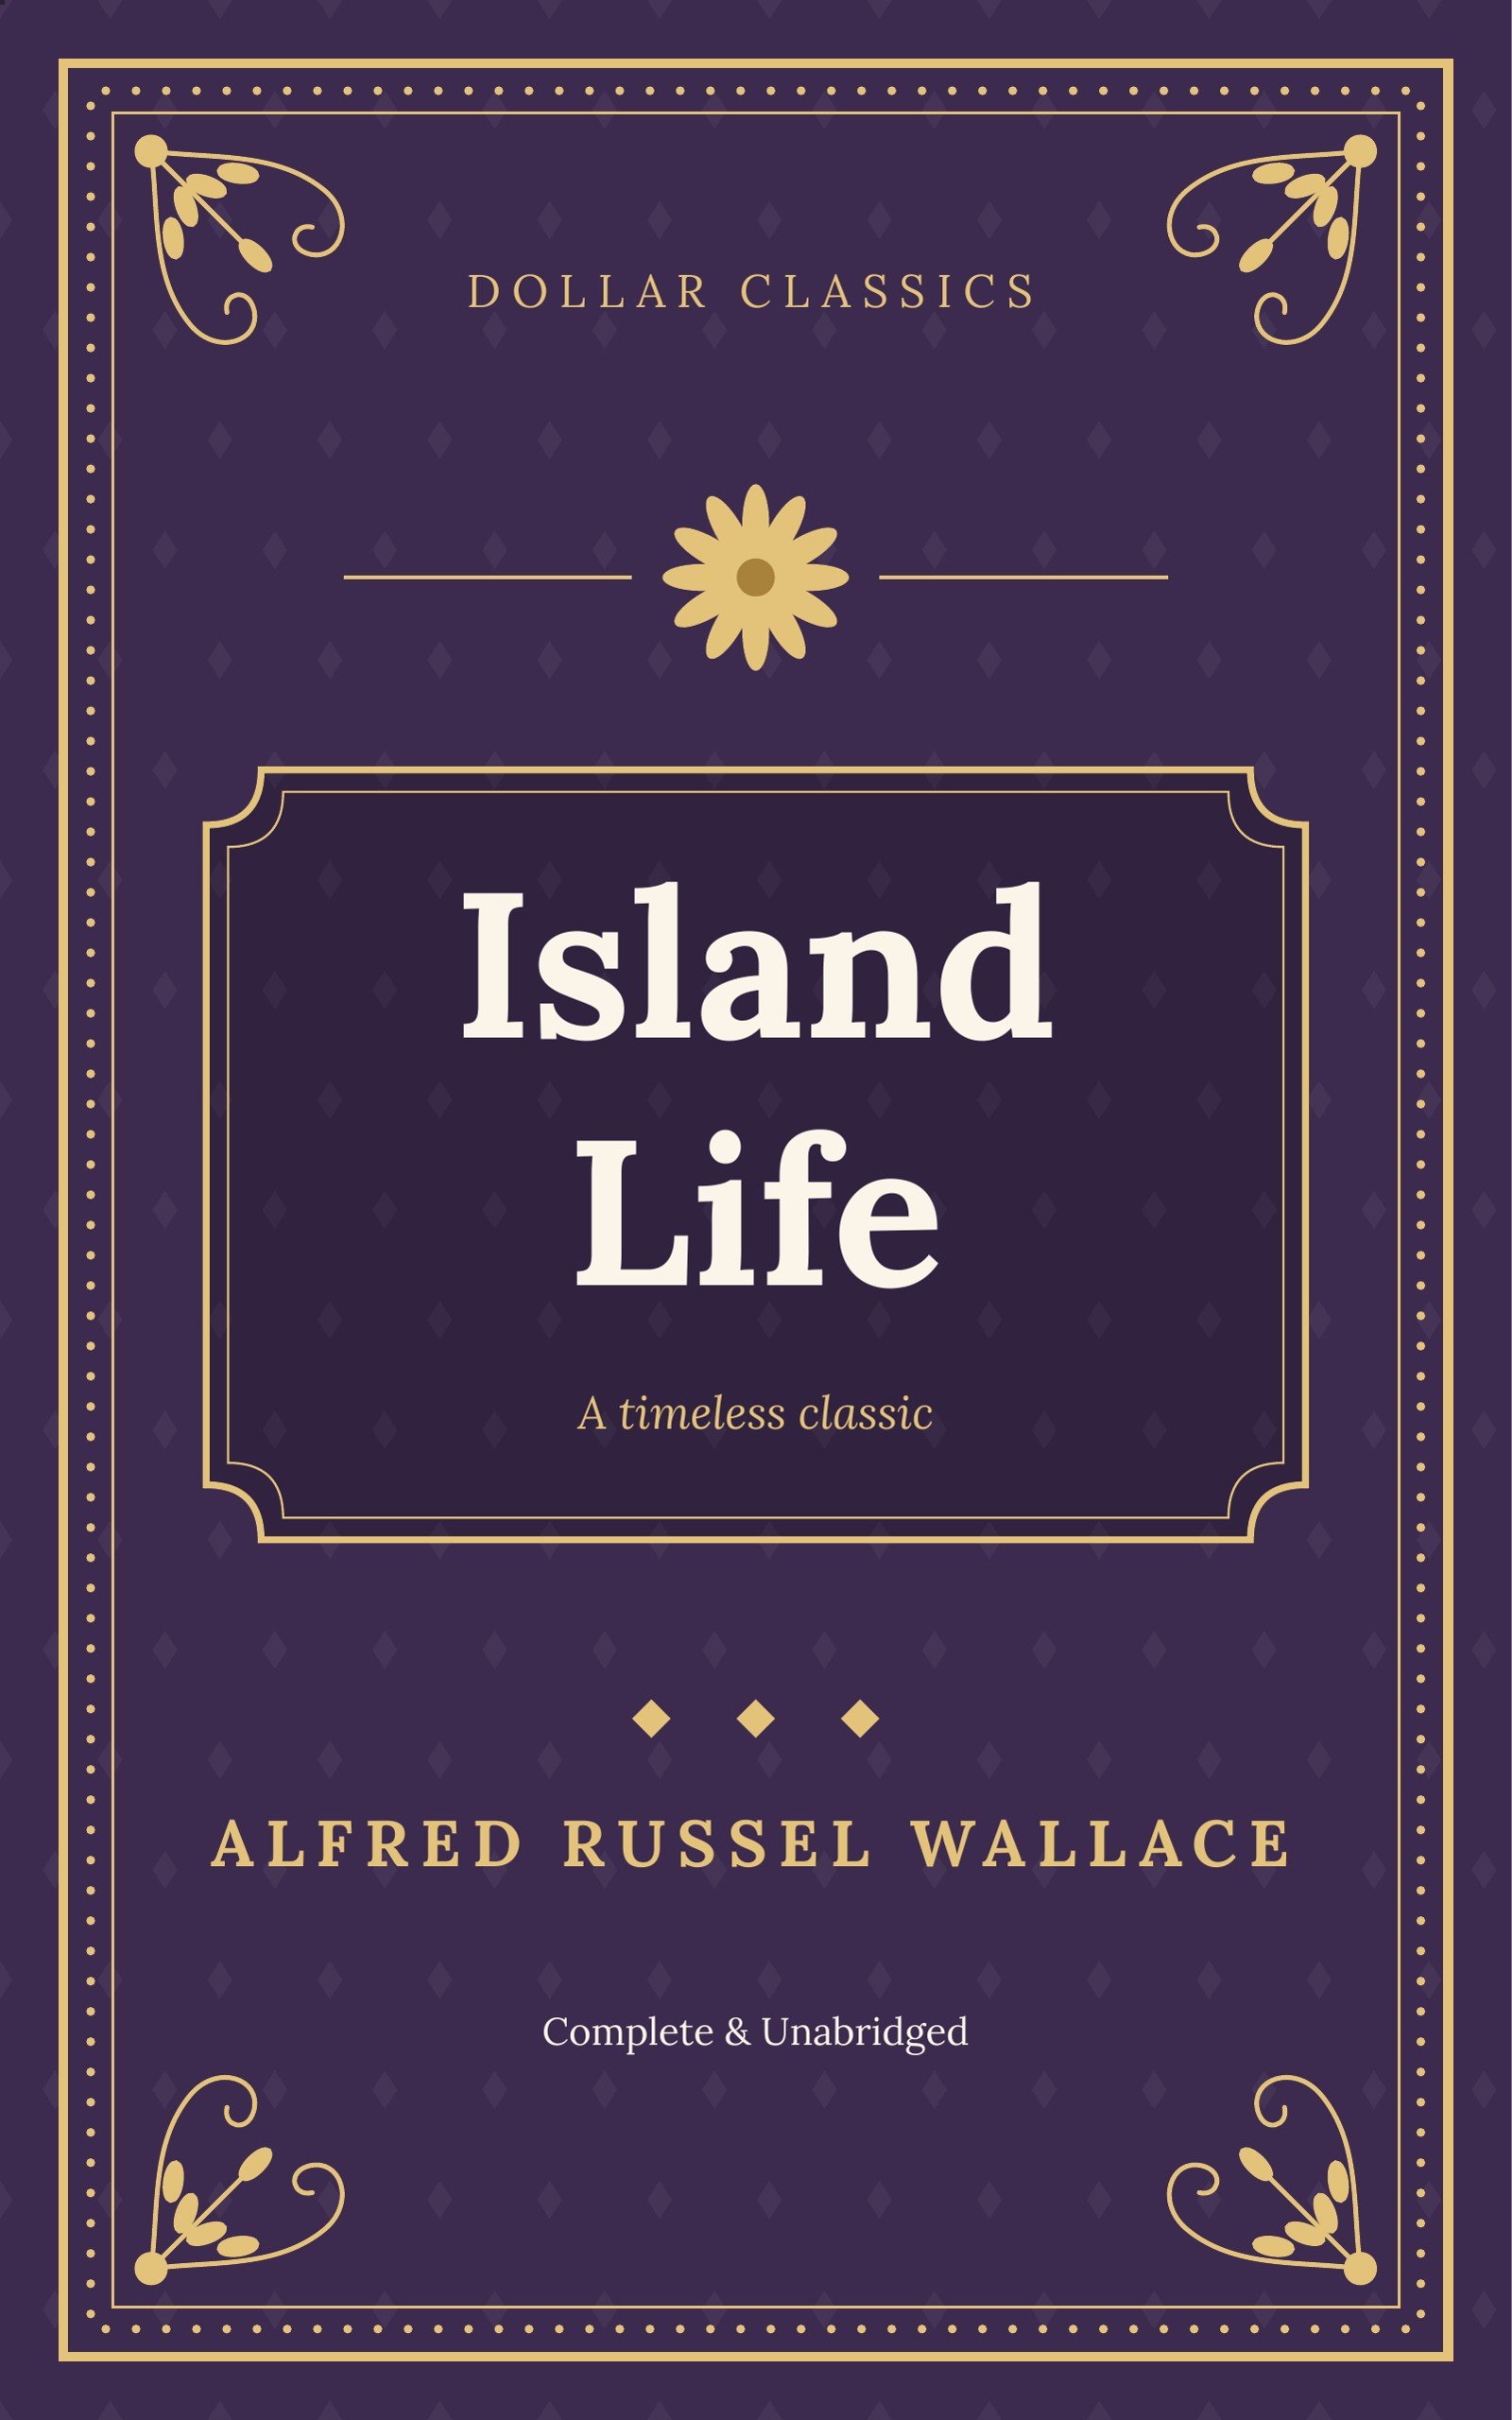 DOLLAR CLASSICS
Island
Life
A timeless classic
ALFRED RUSSEL WALLACE
Complete & Unabridged